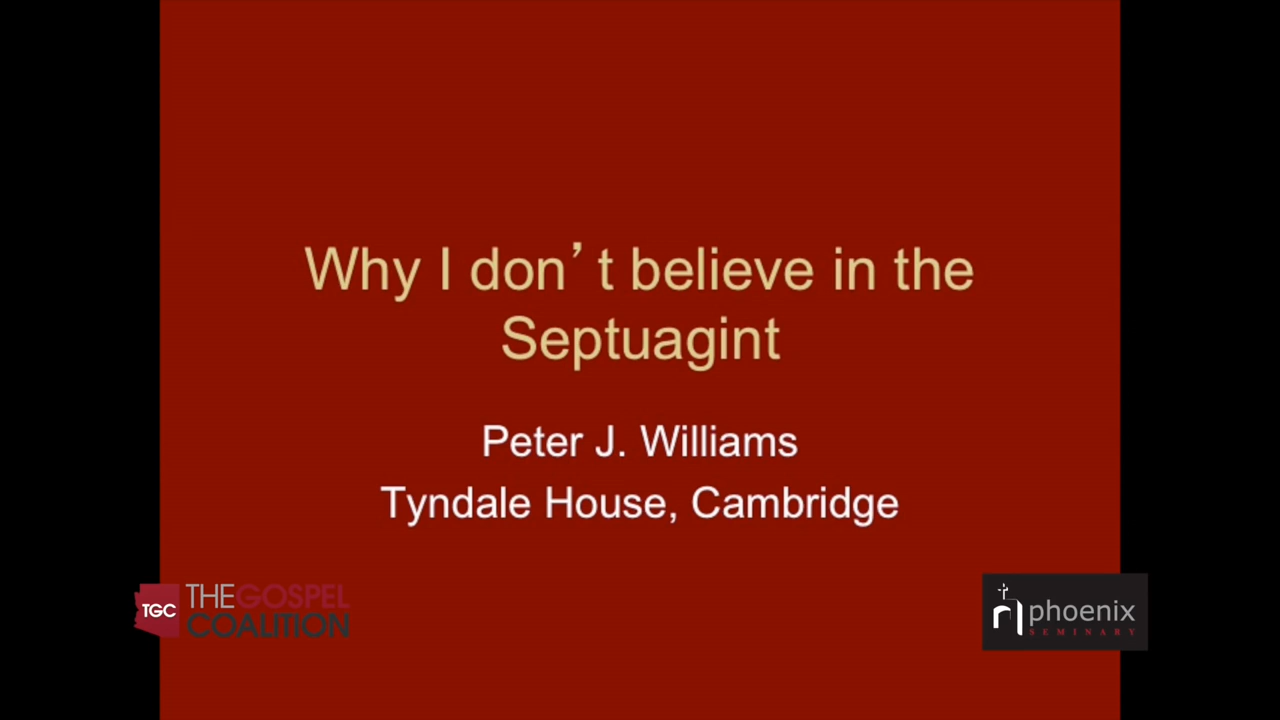 Why I don’t believe in the
Septuagint
Peter J. Williams
Tyndale House, Cambridge
TGC
THE GOSPEL
COALITION
phoenix
SEMINARY